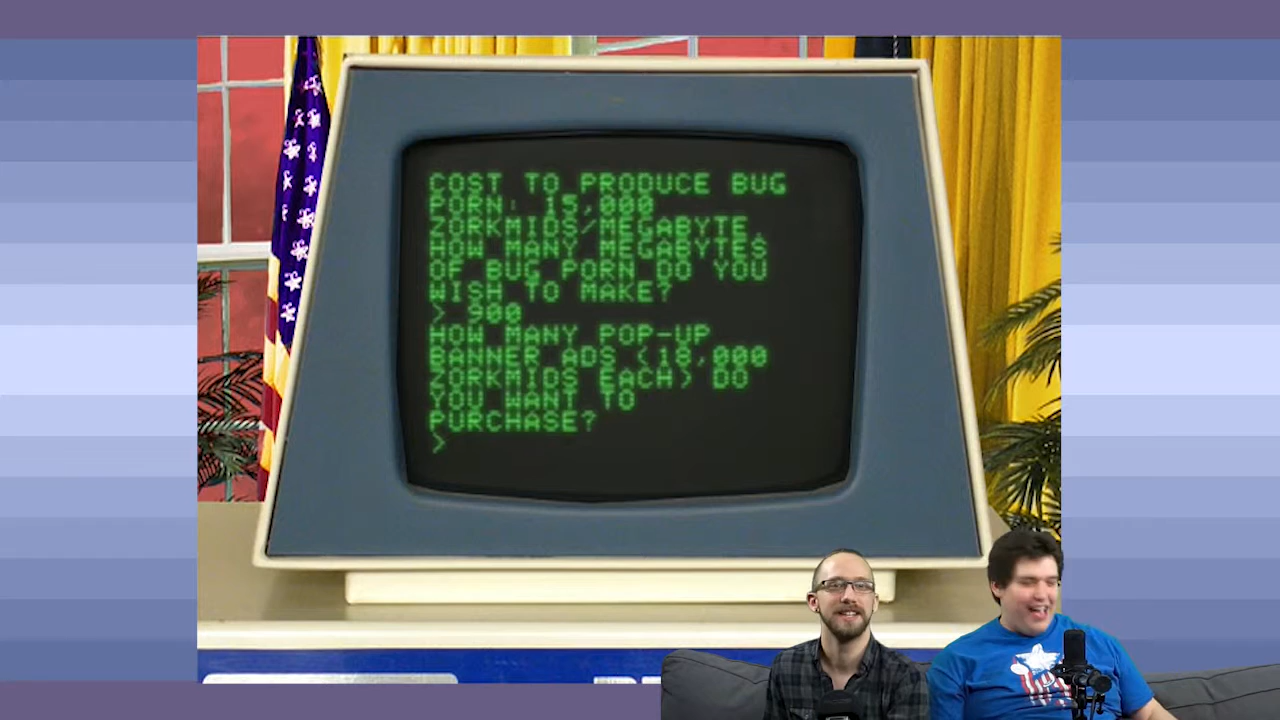 COST TO PRODUCE BUG
PORN: 15,000
ZORKMIDS/MEGABYTE.
HOW MANY MEGABYTES
OF BUG PORN DO YOU
WISH TO MAKE?
> 900
HOW MANY POP-UP
BANNER ADS (18,000
ZORKMIDS EACH) DO
YOU WANT TO
PURCHASE?
>